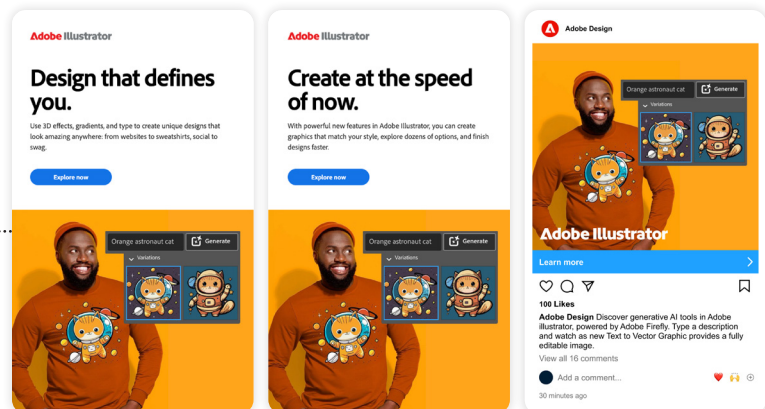 Adobe Illustrator
Design that defines
you.
Use 3D effects, gradients, and type to create unique designs that
look amazing anywhere: from websites to sweatshirts, social to
swag.
Explore now
Orange astronaut cat
Generate
Variations
Adobe Illustrator
Create at the speed
of now.
With powerful new features in Adobe Illustrator, you can create
graphics that match your style, explore dozens of options, and finish
designs faster.
Explore now
Orange astronaut cat
Generate
Variations
Adobe Design
Orange astronaut cat
Generate
Variations
Adobe Illustrator
Learn more
100 Likes
Adobe Design Discover generative AI tools in Adobe
illustrator, powered by Adobe Firefly. Type a description
and watch as new Text to Vector Graphic provides a fully
editable image.
View all 16 comments
Add a comment...
30 minutes ago